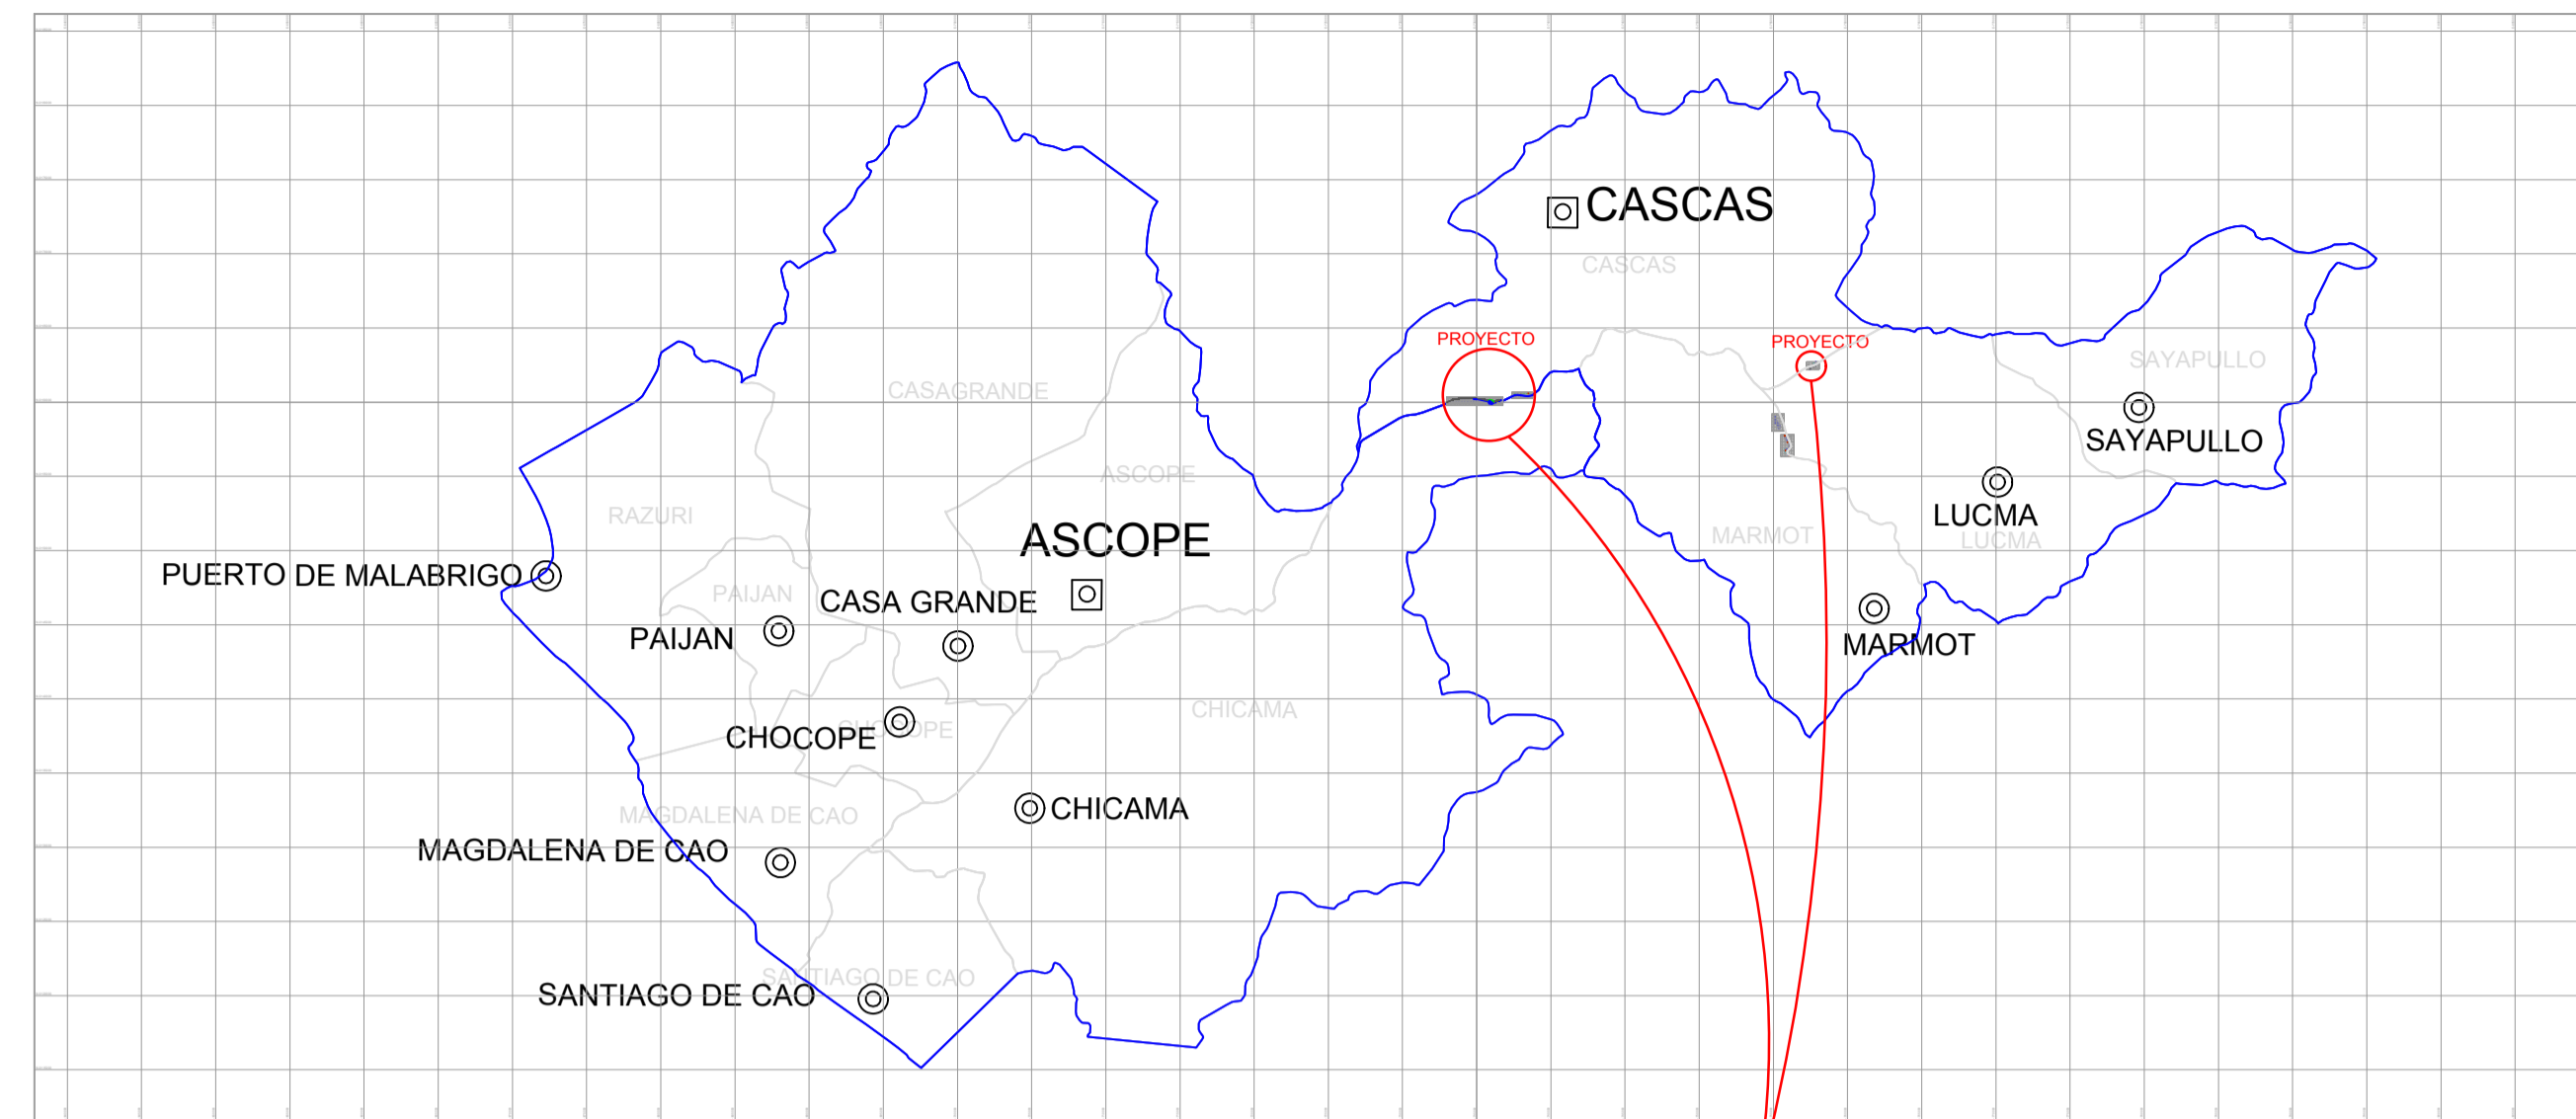 CASCAS
CASCAS
PROYECTO
PROYECTO
SAYAPULLO
CASAGRANDE
SAYAPULLO
ASCOPE
RAZURI
LUCMA
ASCOPE
MARMOT
LUCMA
PUERTO DE MALABRIGO
PAIJAN
CASA GRANDE
PAIJAN
MARMOT
CHICAMA
CHOCOPE
CHOCOPE
CHICAMA
MAGDALENA DE CAO
MAGDALENA DE CAO
SANTIAGO DE CAO
SANTIAGO DE CAO